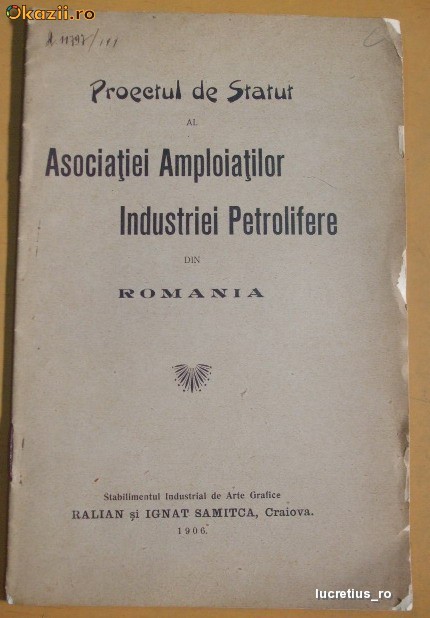 Okazii.ro
Proectul de Statut
AL
Asociaţiei Amploiaţilor
Industriei Petrolifere
DIN
ROMANIA
Stabilimentul Industrial de Arte Grafice
RALIAN şi IGNAT SAMITCA, Craiova.
1906.
lucretius_ro